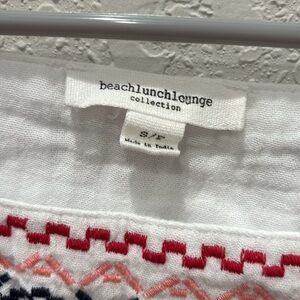 beachlunchlounge
collection
S/P
Made in India